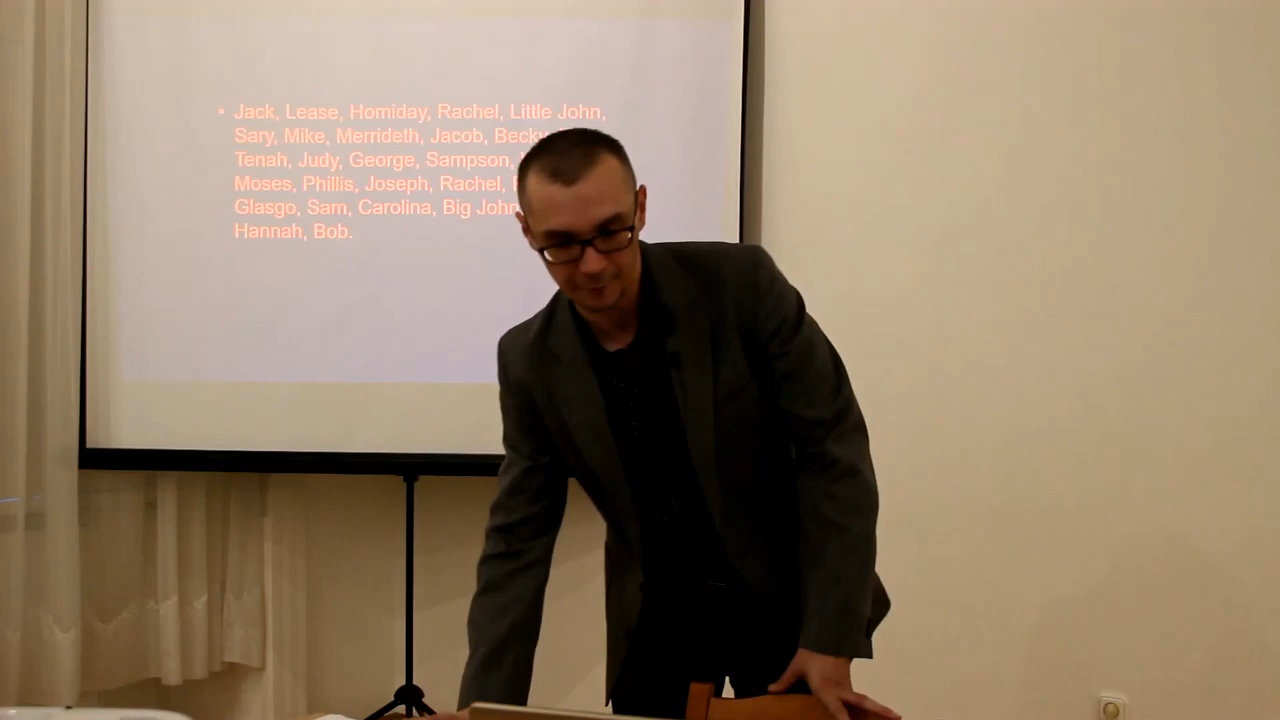 • Jack, Lease, Homiday, Rachel, Little John,
Sary, Mike, Merrideth, Jacob, Becky,
Tenah, Judy, George, Sampson,
Moses, Phillis, Joseph, Rachel,
Glasgo, Sam, Carolina, Big John
Hannah, Bob.